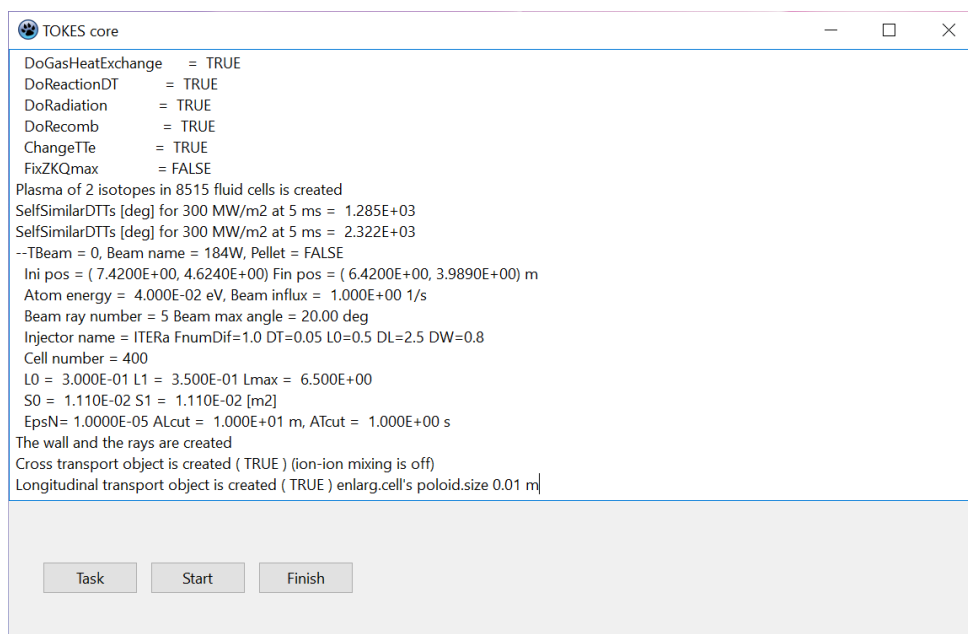 TOKES core
DoGasHeatExchange = TRUE
DoReactionDT = TRUE
DoRadiation = TRUE
DoRecomb = TRUE
ChangeTTe = TRUE
FixZKQmax = FALSE
Plasma of 2 isotopes in 8515 fluid cells is created
SelfSimilarDTTs [deg] for 300 MW/m2 at 5 ms = 1.285E+03
SelfSimilarDTTs [deg] for 300 MW/m2 at 5 ms = 2.322E+03
--TBeam = 0, Beam name = 184W, Pellet = FALSE
Ini pos = ( 7.4200E+00, 4.6240E+00) Fin pos = ( 6.4200E+00, 3.9890E+00) m
Atom energy = 4.000E-02 eV, Beam influx = 1.000E+00 1/s
Beam ray number = 5 Beam max angle = 20.00 deg
Injector name = ITERa FnumDif=1.0 DT=0.05 L0=0.5 DL=2.5 DW=0.8
Cell number = 400
L0 = 3.000E-01 L1 = 3.500E-01 Lmax = 6.500E+00
S0 = 1.110E-02 S1 = 1.110E-02 [m2]
EpsN= 1.0000E-05 ALcut = 1.000E+01 m, ATcut = 1.000E+00 s
The wall and the rays are created
Cross transport object is created ( TRUE ) (ion-ion mixing is off)
Longitudinal transport object is created ( TRUE ) enlarg.cell's poloid.size 0.01 m
Task Start Finish